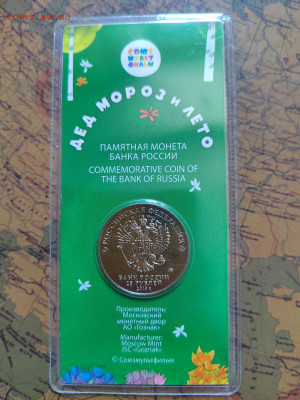 СОЮЗ
МУЛЬТ
ФИЛЬМ
ДЕД МОРОЗ И ЛЕТО
ПАМЯТНАЯ МОНЕТА
БАНКА РОССИИ
COMMEMORATIVE COIN OF
THE BANK OF RUSSIA
РОССИЙСКАЯ ФЕДЕРАЦИЯ
БАНК РОССИИ
25 РУБЛЕЙ
2019 г.
Производитель:
Московский
монетный двор
АО «Гознак»
Manufacturer:
Moscow Mint
JSC «Goznak»
© Союзмультфильм